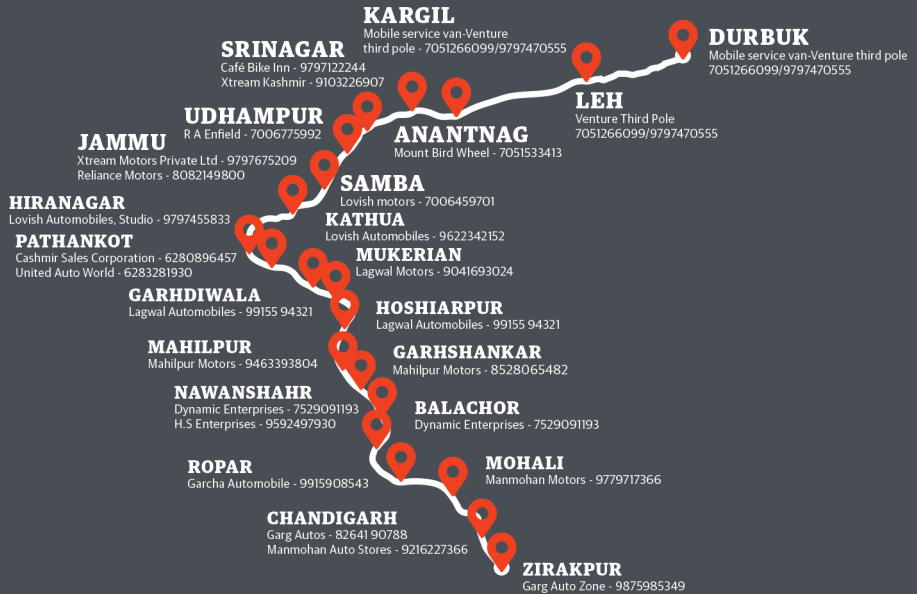 KARGIL
Mobile service van-Venture
third pole - 7051266099/9797470555
DURBUK
Mobile service van-Venture third pole
7051266099/9797470555
SRINAGAR
Café Bike Inn - 9797122244
Xtream Kashmir - 9103226907
LEH
Venture Third Pole
7051266099/9797470555
UDHAMPUR
R A Enfield - 7006775992
ANANTNAG
Mount Bird Wheel - 7051533413
JAMMU
Xtream Motors Private Ltd - 9797675209
Reliance Motors - 8082149800
SAMBA
Lovish motors - 7006459701
HIRANAGAR
Lovish Automobiles, Studio - 9797455833
KATHUA
Lovish Automobiles - 9622342152
PATHANKOT
Cashmir Sales Corporation - 6280896457
United Auto World - 6283281930
MUKERIAN
Lagwal Motors - 9041693024
GARHDIWALA
Lagwal Automobiles - 99155 94321
HOSHIARPUR
Lagwal Automobiles - 99155 94321
MAHILPUR
Mahilpur Motors - 9463393804
GARHSHANKAR
Mahilpur Motors - 8528065482
NAWANSHAHR
Dynamic Enterprises - 7529091193
H.S Enterprises - 9592497930
BALACHOR
Dynamic Enterprises - 7529091193
ROPAR
Garcha Automobile - 9915908543
MOHALI
Manmohan Motors - 9779717366
CHANDIGARH
Garg Autos - 82641 90788
Manmohan Auto Stores - 9216227366
ZIRAKPUR
Garg Auto Zone - 9875985349